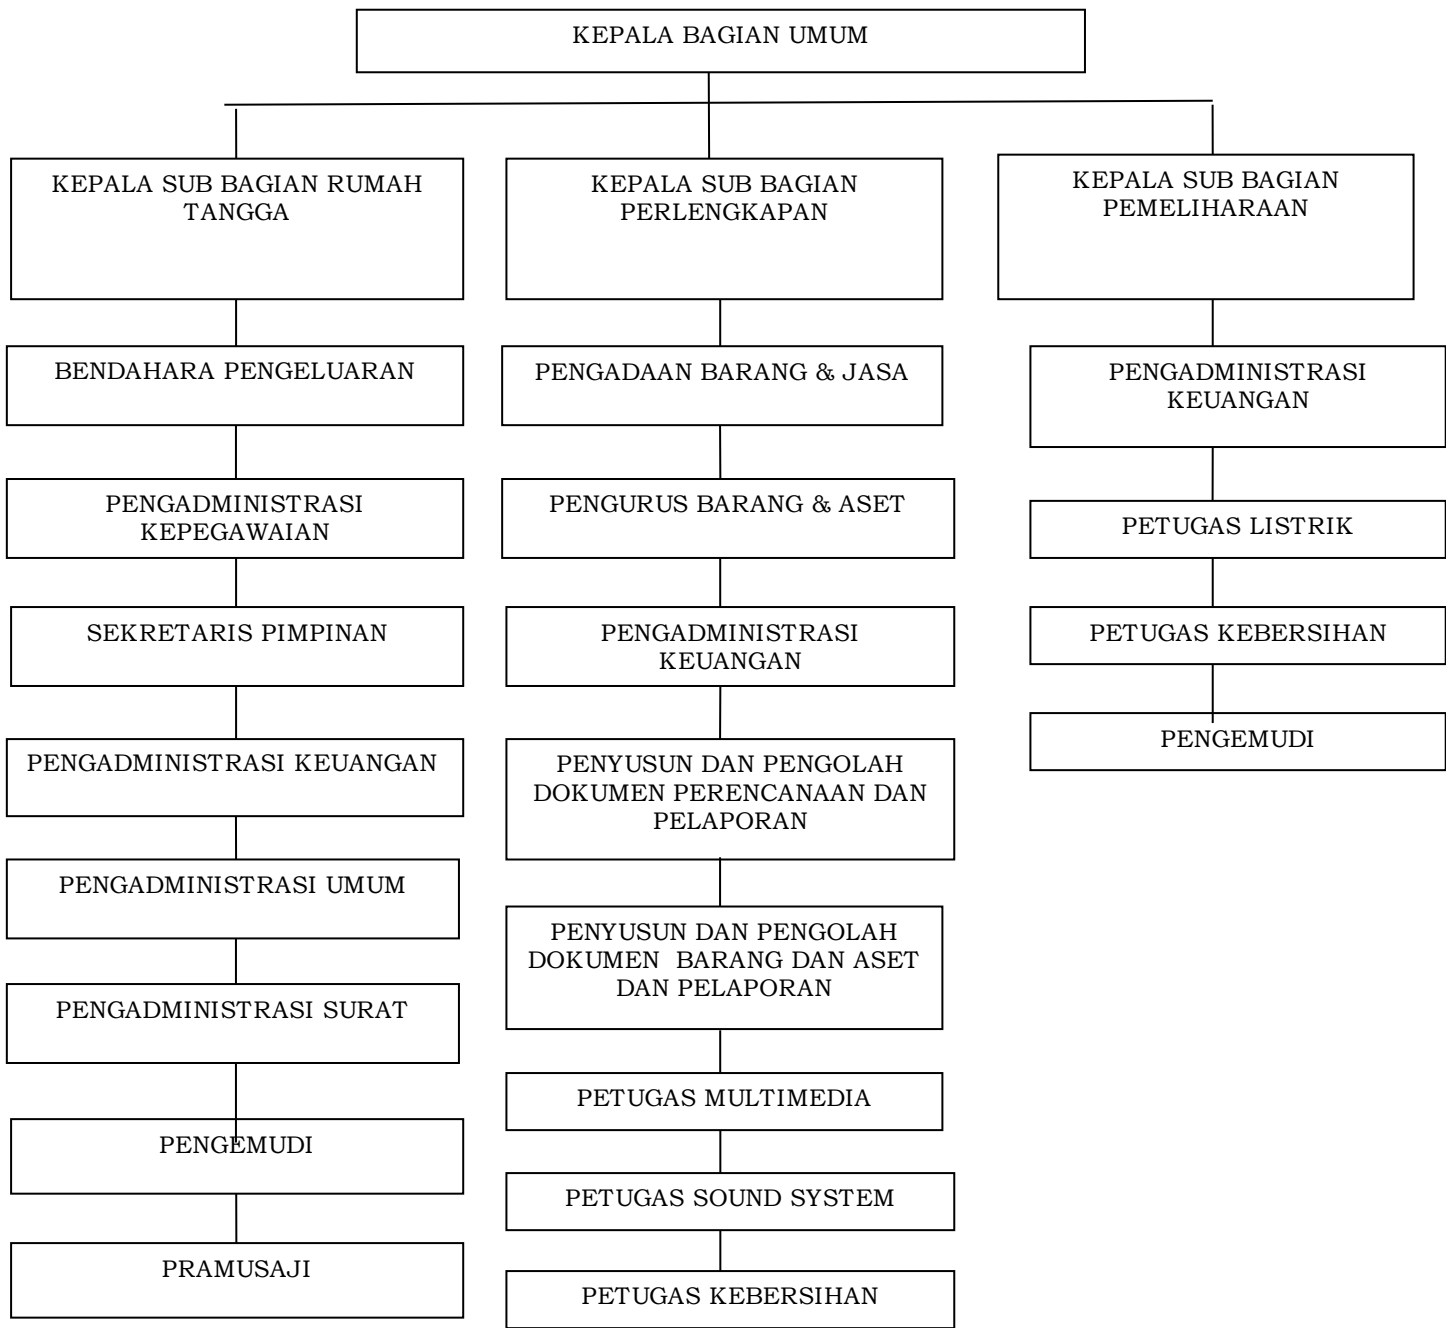 KEPALA BAGIAN UMUM
KEPALA SUB BAGIAN RUMAH
TANGGA
BENDAHARA PENGELUARAN
PENGADMINISTRASI
KEPEGAWAIAN
SEKRETARIS PIMPINAN
PENGADMINISTRASI KEUANGAN
PENGADMINISTRASI UMUM
PENGADMINISTRASI SURAT
PENGEMUDI
PRAMUSAJI
KEPALA SUB BAGIAN
PERLENGKAPAN
PENGADAAN BARANG & JASA
PENGURUS BARANG & ASET
PENGADMINISTRASI
KEUANGAN
PENYUSUN DAN PENGOLAH
DOKUMEN PERENCANAAN DAN
PELAPORAN
PENYUSUN DAN PENGOLAH
DOKUMEN  BARANG DAN ASET
DAN PELAPORAN
PETUGAS MULTIMEDIA
PETUGAS SOUND SYSTEM
PETUGAS KEBERSIHAN
KEPALA SUB BAGIAN
PEMELIHARAAN
PENGADMINISTRASI
KEUANGAN
PETUGAS LISTRIK
PETUGAS KEBERSIHAN
PENGEMUDI